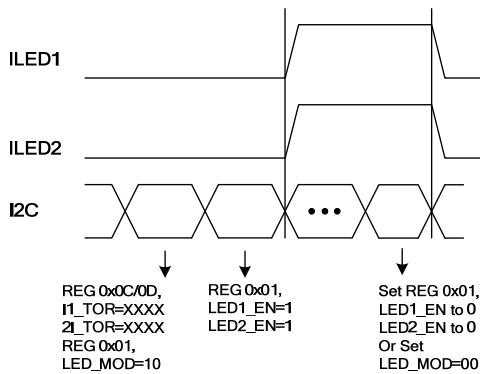 ILED1
ILED2
I2C
REG 0x0C/0D,
I1_TOR=XXXX
2I_TOR=XXXX
REG 0x01,
LED_MOD=10
REG 0x01,
LED1_EN=1
LED2_EN=1
Set REG 0x01,
LED1_EN to 0
LED2_EN to 0
Or Set
LED_MOD=00